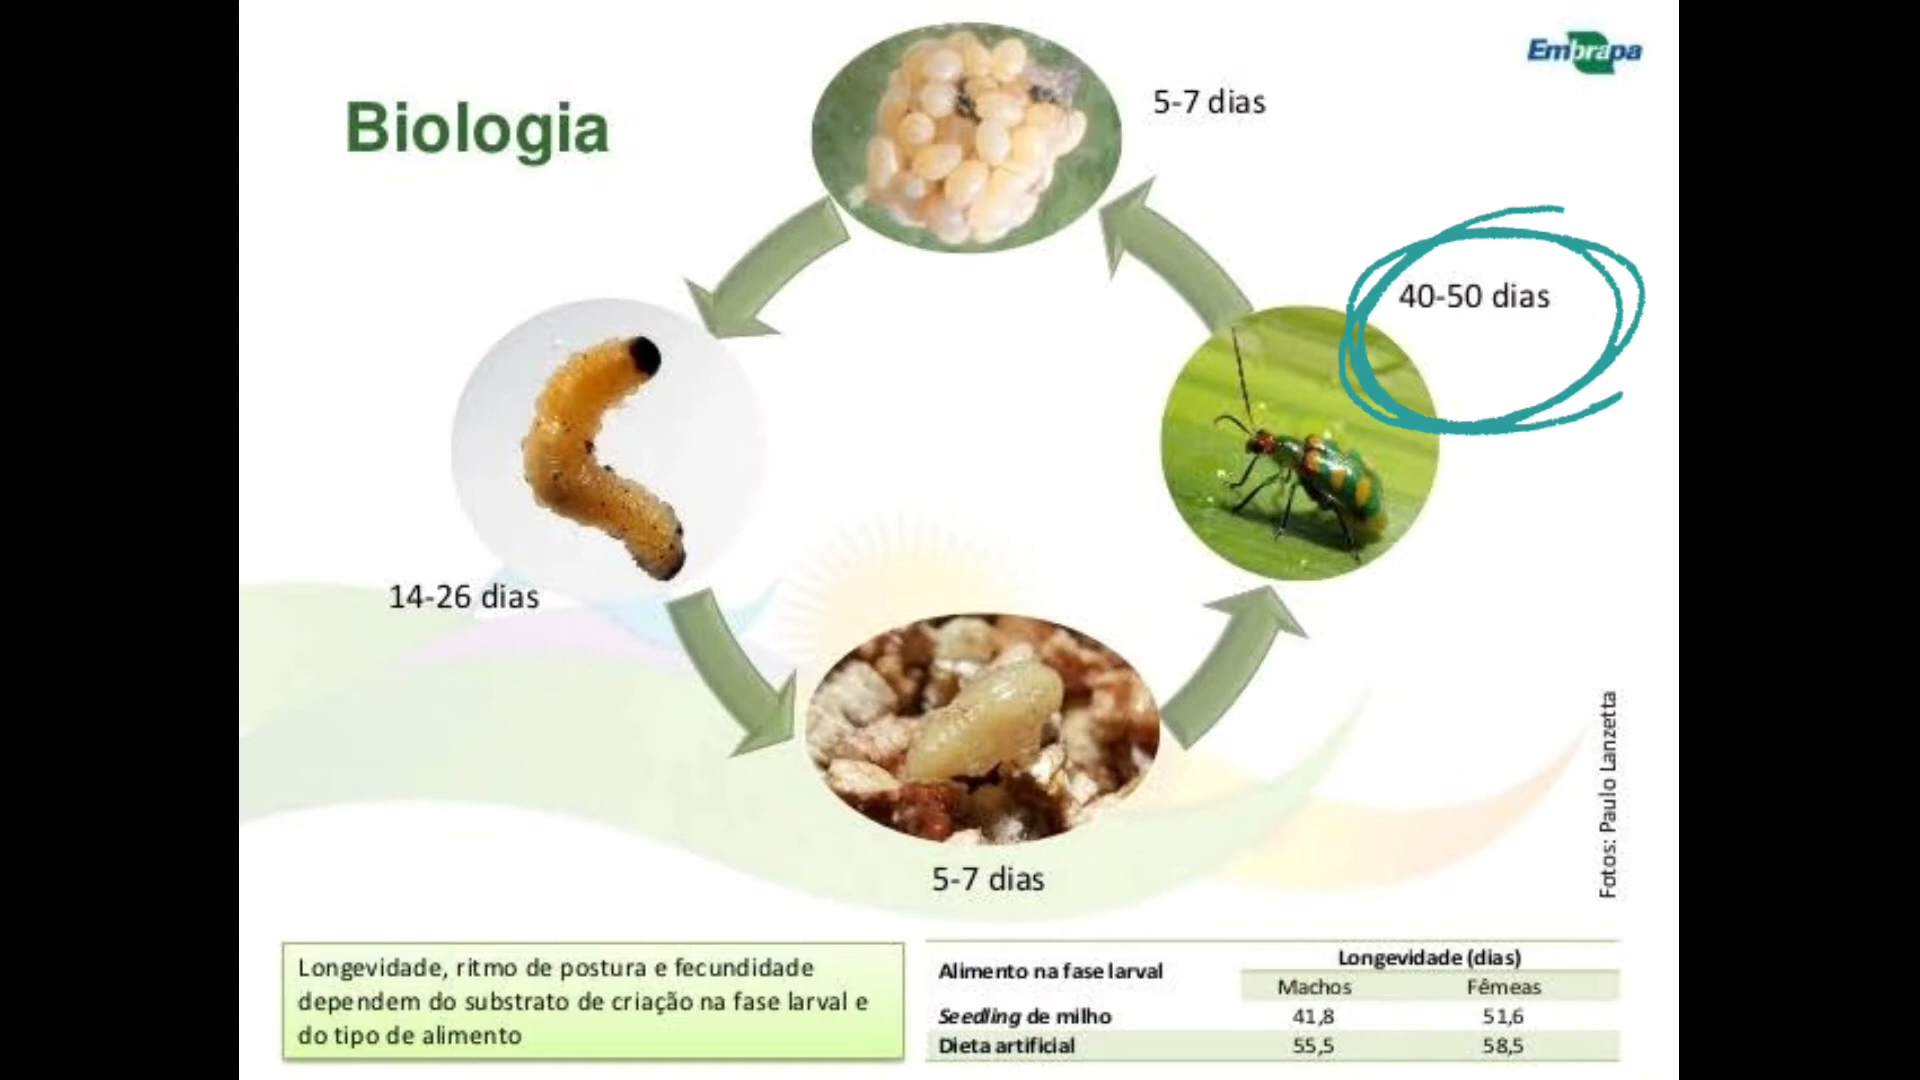 Embrapa
Biologia
5-7 dias
40-50 dias
14-26 dias
5-7 dias
Fotos: Paulo Lanzetta
Longevidade, ritmo de postura e fecundidade
dependem do substrato de criação na fase larval e
do tipo de alimento
Alimento na fase larval Longevidade (dias)
Machos Fêmeas
Seedling de milho 41,8 51,6
Dieta artificial 55,5 58,5